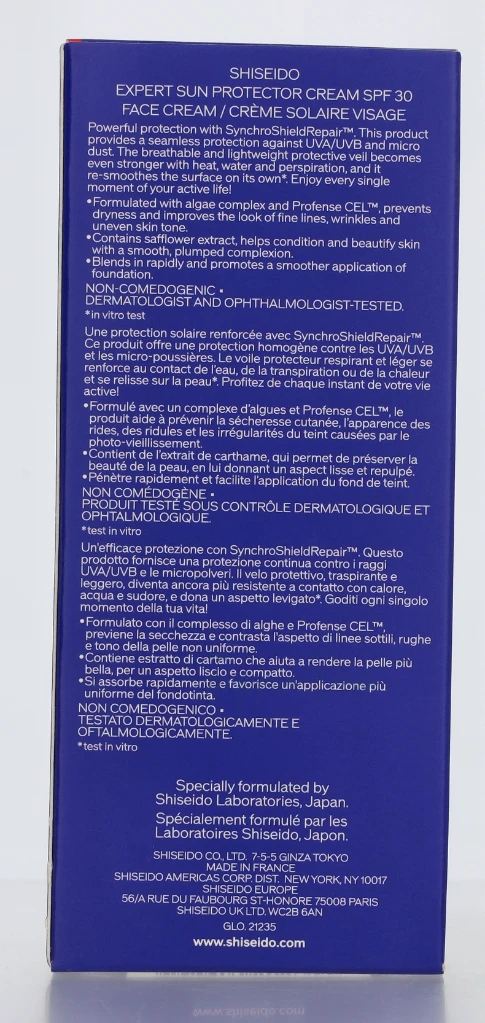 SHISEIDO
EXPERT SUN PROTECTOR CREAM SPF 30
FACE CREAM / CRÈME SOLAIRE VISAGE
Powerful protection with SynchroShieldRepair™. This product
provides a seamless protection against UVA/UVB and micro
dust. The breathable and lightweight protective veil becomes
even stronger with heat, water and perspiration, and it
re-smoothes the surface on its own*. Enjoy every single
moment of your active life!
•Formulated with algae complex and Profense CEL™, prevents
dryness and improves the look of fine lines, wrinkles and
uneven skin tone.
•Contains safflower extract, helps condition and beautify skin
with a smooth, plumped complexion.
•Blends in rapidly and promotes a smoother application of
foundation.
NON-COMEDOGENIC •
DERMATOLOGIST AND OPHTHALMOLOGIST-TESTED.
*in vitro test
Une protection solaire renforcée avec SynchroShieldRepair™.
Ce produit offre une protection homogène contre les UVA/UVB
et les micro-poussières. Le voile protecteur respirant et léger se
renforce au contact de l'eau, de la transpiration ou de la chaleur
et se relisse sur la peau*. Profitez de chaque instant de votre vie
active!
•Formulé avec un complexe d'algues et Profense CEL™, le
produit aide à prévenir la sécheresse cutanée, l'apparence des
rides, des ridules et les irrégularités du teint causées par le
photo-vieillissement.
•Contient de l'extrait de carthame, qui permet de préserver la
beauté de la peau, en lui donnant un aspect lisse et repulpé.
•Pénètre rapidement et facilite l'application du fond de teint.
NON COMÉDOGÈNE •
PRODUIT TESTÉ SOUS CONTRÔLE DERMATOLOGIQUE ET
OPHTALMOLOGIQUE.
*test in vitro
Un'efficace protezione con SynchroShieldRepair™. Questo
prodotto fornisce una protezione continua contro i raggi
UVA/UVB e le micropolveri. Il velo protettivo, traspirante e
leggero, diventa ancora più resistente a contatto con calore,
acqua e sudore, e dona un aspetto levigato*. Goditi ogni singolo
momento della tua vita!
•Formulato con il complesso di alghe e Profense CEL™,
previene la secchezza e contrasta l'aspetto di linee sottili, rughe
e tono della pelle non uniforme.
•Contiene estratto di cartamo che aiuta a rendere la pelle più
bella, per un aspetto liscio e compatto.
•Si assorbe rapidamente e favorisce un'applicazione più
uniforme del fondotinta.
NON COMEDOGENICO •
TESTATO DERMATOLOGICAMENTE E
OFTALMOLOGICAMENTE.
*test in vitro
Specially formulated by
Shiseido Laboratories, Japan.
Spécialement formulé par les
Laboratoires Shiseido, Japon.
SHISEIDO CO., LTD. 7-5-5 GINZA TOKYO
MADE IN FRANCE
SHISEIDO AMERICAS CORP. DIST. NEW YORK, NY 10017
SHISEIDO EUROPE
56/A RUE DU FAUBOURG ST-HONORE 75008 PARIS
SHISEIDO UK LTD. WC2B 6AN
GLO. 21235
www.shiseido.com